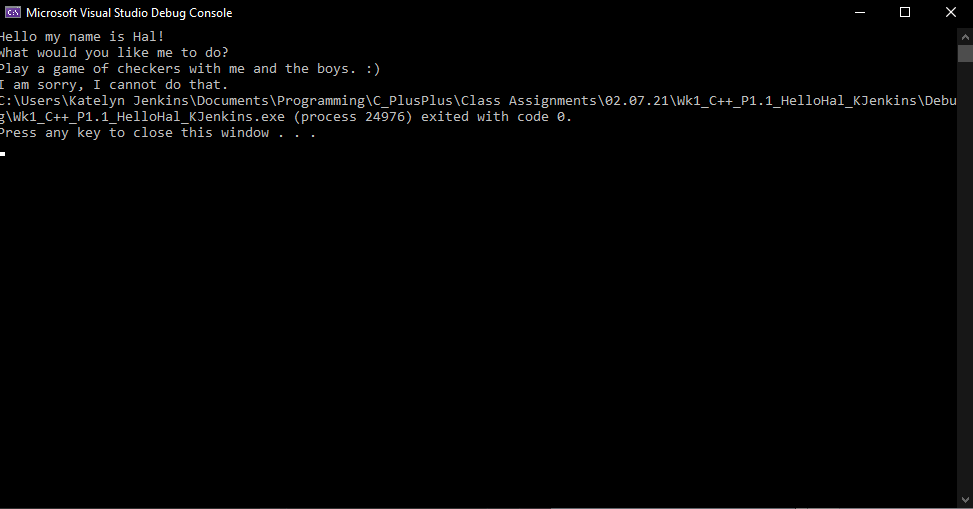 Microsoft Visual Studio Debug Console
Hello my name is Hal!
What would you like me to do?
Play a game of checkers with me and the boys. :)
I am sorry, I cannot do that.
C:\Users\Katelyn Jenkins\Documents\Programming\C_PlusPlus\Class Assignments\02.07.21\Wk1_C++_P1.1_HelloHal_KJenkins\Debu
g\Wk1_C++_P1.1_HelloHal_KJenkins.exe (process 24976) exited with code 0.
Press any key to close this window . . .